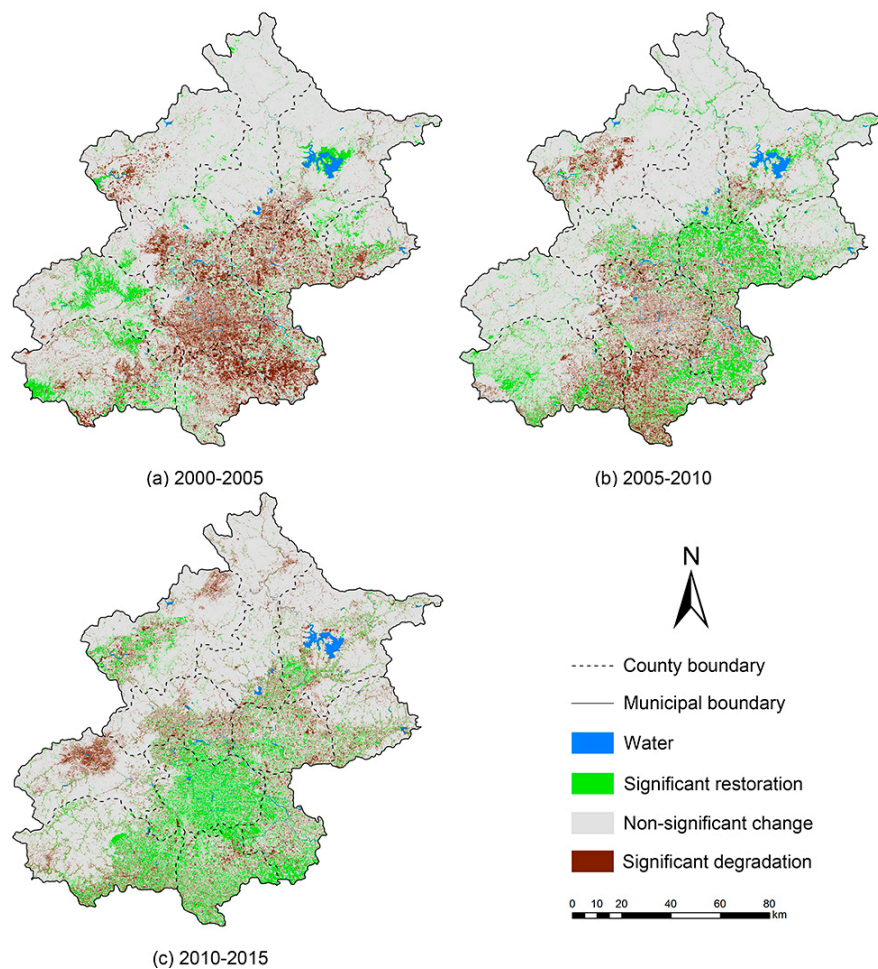 (a) 2000-2005
(b) 2005-2010
N
County boundary
Municipal boundary
Water
Significant restoration
Non-significant change
Significant degradation
0 10 20 40 60 80
km
(c) 2010-2015